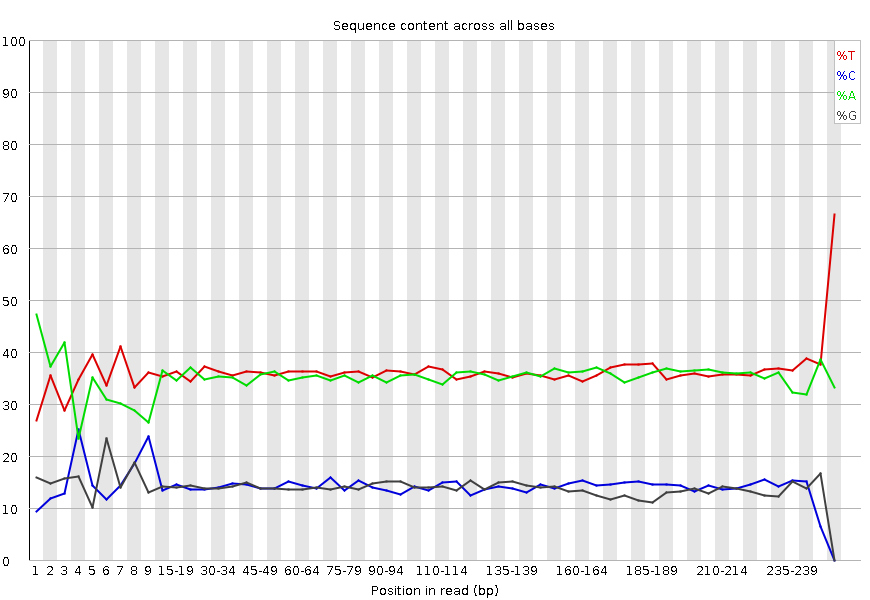 Sequence content across all bases
%T
%C
%A
%G
100
90
80
70
60
50
40
30
20
10
0
1 2 3 4 5 6 7 8 9 15-19 30-34 45-49 60-64 75-79 90-94 110-114 135-139 160-164 185-189 210-214 235-239
Position in read (bp)